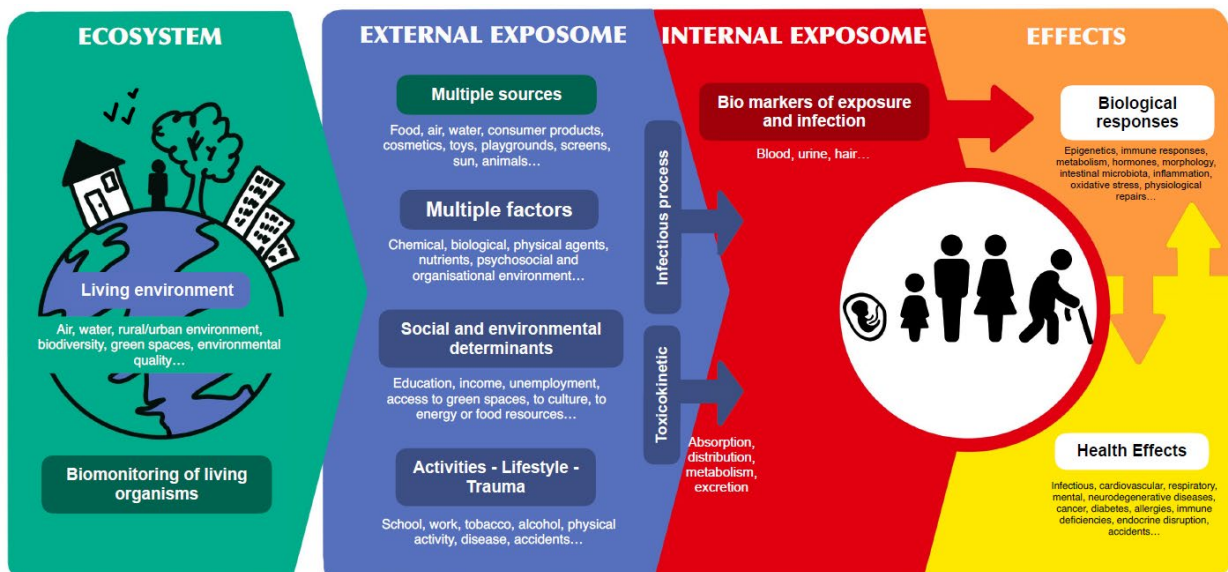 ECOSYSTEM
Living environment
Air, water, rural/urban environment,
biodiversity, green spaces, environmental
quality…
Biomonitoring of living
organisms
EXTERNAL EXPOSOME
Multiple sources
Food, air, water, consumer products,
cosmetics, toys, playgrounds, screens,
sun, animals…
Multiple factors
Chemical, biological, physical agents,
nutrients, psychosocial and
organisational environment…
Social and environmental
determinants
Education, income, unemployment,
access to green spaces, to culture, to
energy or food resources…
Activities - Lifestyle -
Trauma
School, work, tobacco, alcohol, physical
activity, disease, accidents…
Infectious process
Toxicokinetic
INTERNAL EXPOSOME
Bio markers of exposure
and infection
Blood, urine, hair…
Absorption,
distribution,
metabolism,
excretion
EFFECTS
Biological
responses
Epigenetics, immune responses,
metabolism, hormones, morphology,
intestinal microbiota, inflammation,
oxidative stress, physiological
repairs…
Health Effects
Infectious, cardiovascular, respiratory,
mental, neurodegenerative diseases,
cancer, diabetes, allergies, immune
deficiencies, endocrine disruption,
accidents…